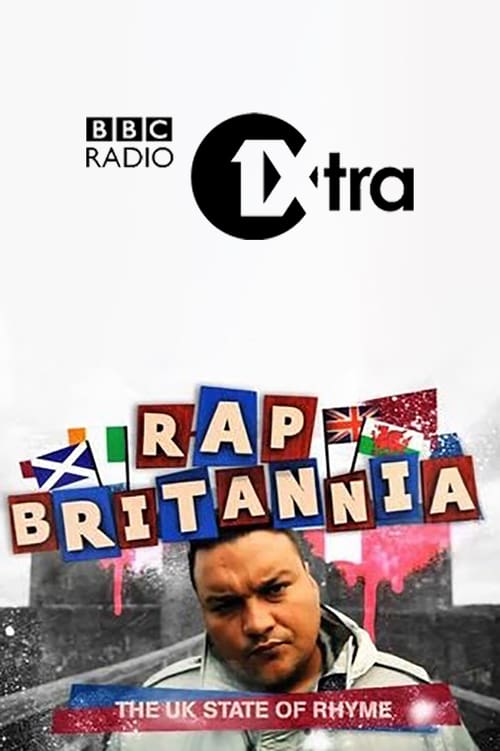 BBC
RADIO
1Xtra
RAP
BRITANNIA
THE UK STATE OF RHYME